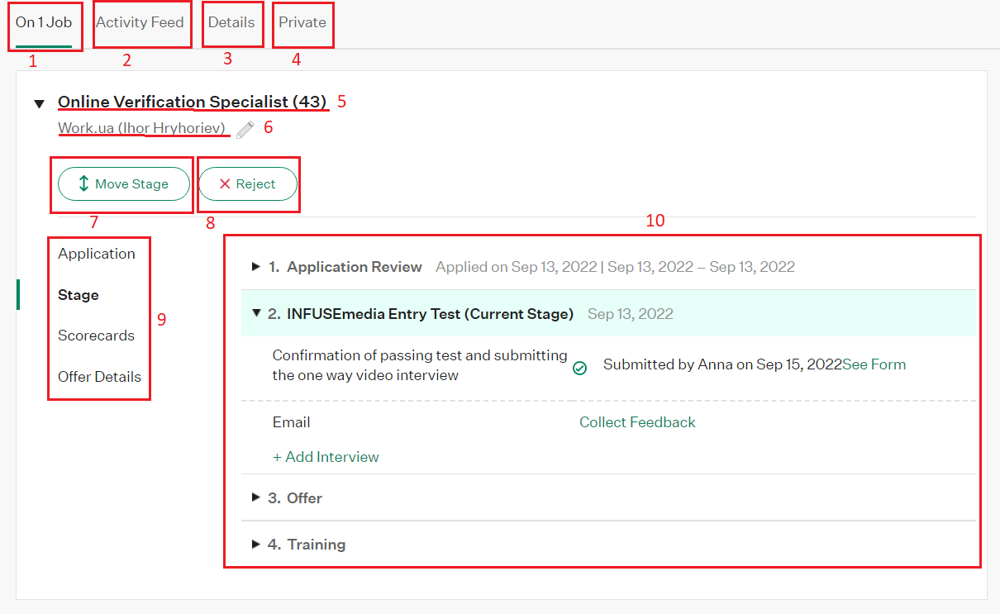 On 1 Job Activity Feed Details Private
1 2 3 4
Online Verification Specialist (43) 5
Work.ua (Ihor Hryhoriev) 6
Move Stage Reject
7 8 10
Application
Stage
Scorecards
Offer Details
9
1. Application Review Applied on Sep 13, 2022 | Sep 13, 2022 – Sep 13, 2022
2. INFUSEmedia Entry Test (Current Stage) Sep 13, 2022
Confirmation of passing test and submitting
the one way video interview
Submitted by Anna on Sep 15, 2022See Form
Email Collect Feedback
+ Add Interview
3. Offer
4. Training